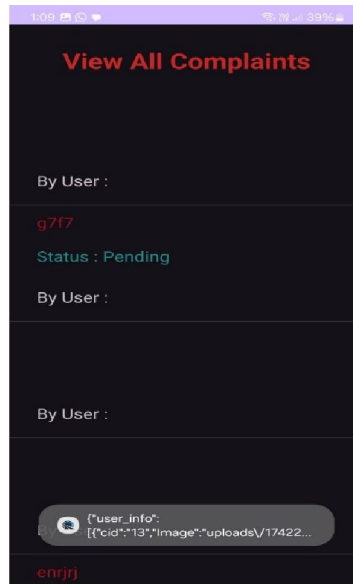 1:09 39%
View All Complaints
By User :
g7f7
Status : Pending
By User :
By User :
{"user_info":
[{"cid":"13","Image":"uploads\/17422...
enrjrj